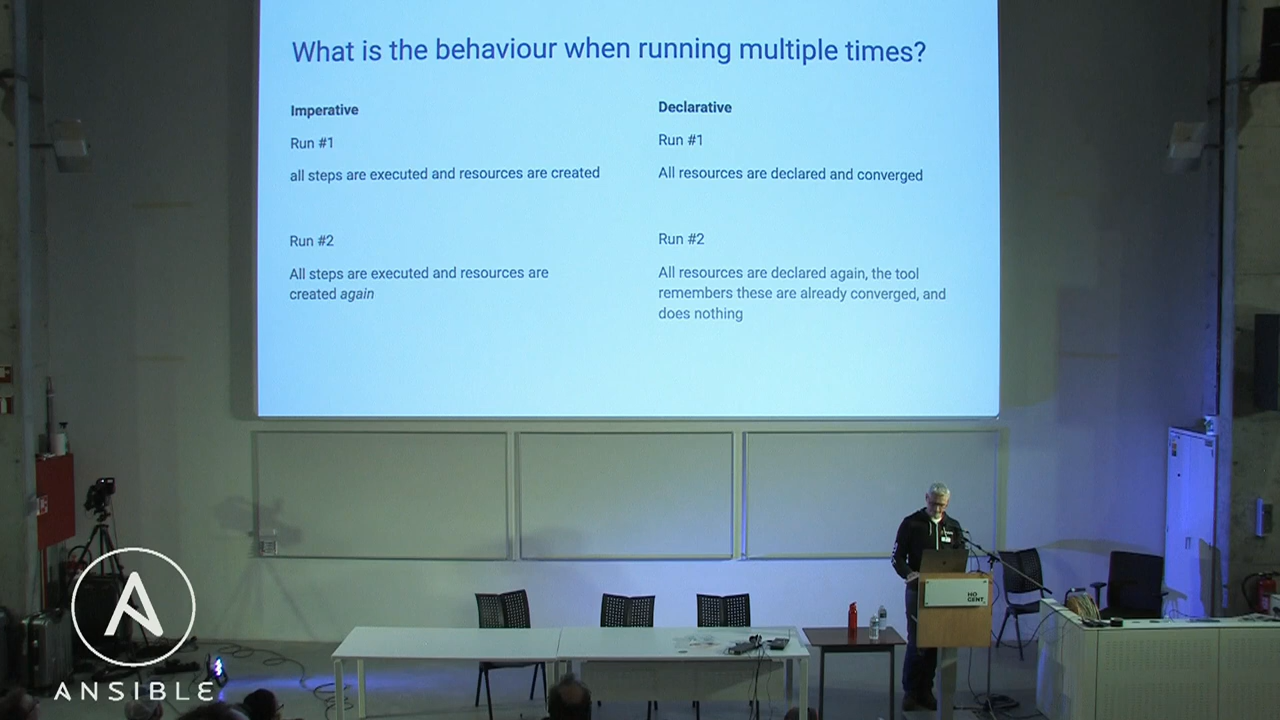 What is the behaviour when running multiple times?
Imperative
Run #1
all steps are executed and resources are created
Run #2
All steps are executed and resources are
created again
Declarative
Run #1
All resources are declared and converged
Run #2
All resources are declared again, the tool
remembers these are already converged, and
does nothing
HO
GENT
ANSIBLE